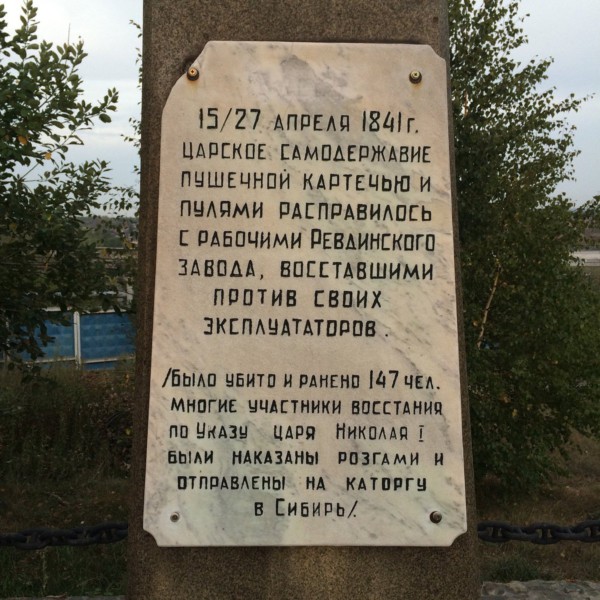 15/27 АПРЕЛЯ 1841 г.
ЦАРСКОЕ САМОДЕРЖАВИЕ
ПУШЕЧНОЙ КАРТЕЧЬЮ И
ПУЛЯМИ РАСПРАВИЛОСЬ
С РАБОЧИМИ РЕВДИНСКОГО
ЗАВОДА, ВОССТАВШИМИ
ПРОТИВ СВОИХ
ЭКСПЛУАТАТОРОВ.
/БЫЛО УБИТО И РАНЕНО 147 ЧЕЛ.
МНОГИЕ УЧАСТНИКИ ВОССТАНИЯ
ПО УКАЗУ ЦАРЯ НИКОЛАЯ I
БЫЛИ НАКАЗАНЫ РОЗГАМИ И
ОТПРАВЛЕНЫ НА КАТОРГУ
В СИБИРЬ/.